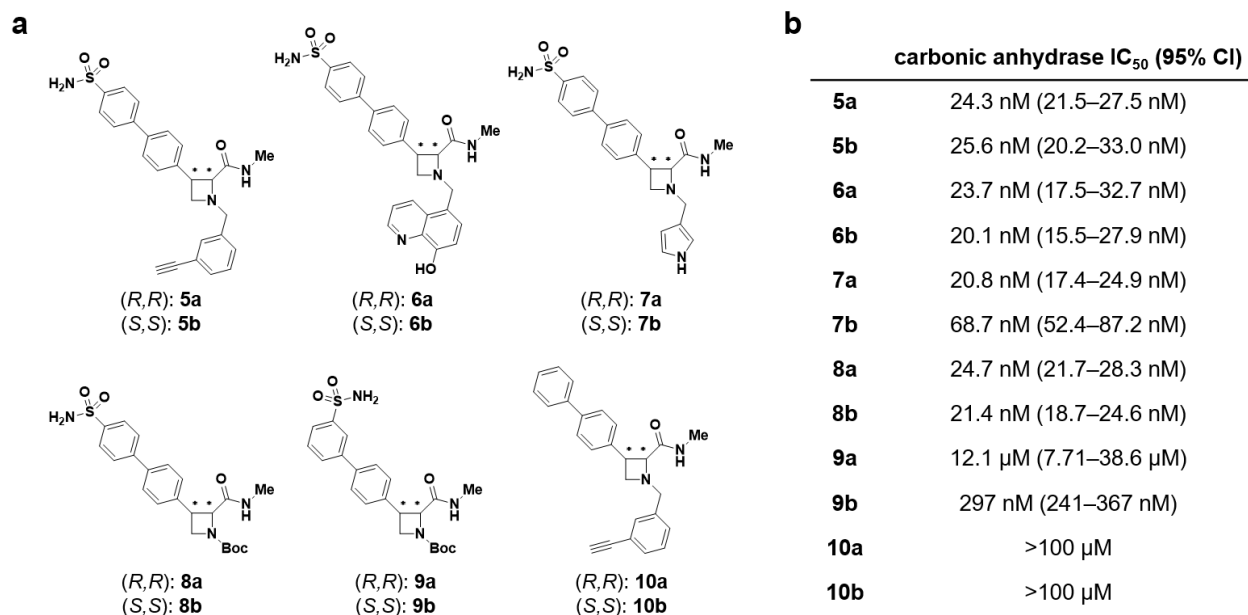 a
H₂N S O O
O N H Me
N
(R,R): 5a
(S,S): 5b
H₂N S O O
O N H Me
N
N
HO
(R,R): 6a
(S,S): 6b
H₂N S O O
O N H Me
N
N H
(R,R): 7a
(S,S): 7b
H₂N S O O
* *
O N H Me
N
Boc
(R,R): 8a
(S,S): 8b
O S NH₂
O
* *
O N H Me
N
Boc
(R,R): 9a
(S,S): 9b
* *
O N H Me
N
(R,R): 10a
(S,S): 10b
b
carbonic anhydrase IC₅₀ (95% CI)
5a 24.3 nM (21.5–27.5 nM)
5b 25.6 nM (20.2–33.0 nM)
6a 23.7 nM (17.5–32.7 nM)
6b 20.1 nM (15.5–27.9 nM)
7a 20.8 nM (17.4–24.9 nM)
7b 68.7 nM (52.4–87.2 nM)
8a 24.7 nM (21.7–28.3 nM)
8b 21.4 nM (18.7–24.6 nM)
9a 12.1 µM (7.71–38.6 µM)
9b 297 nM (241–367 nM)
10a >100 µM
10b >100 µM